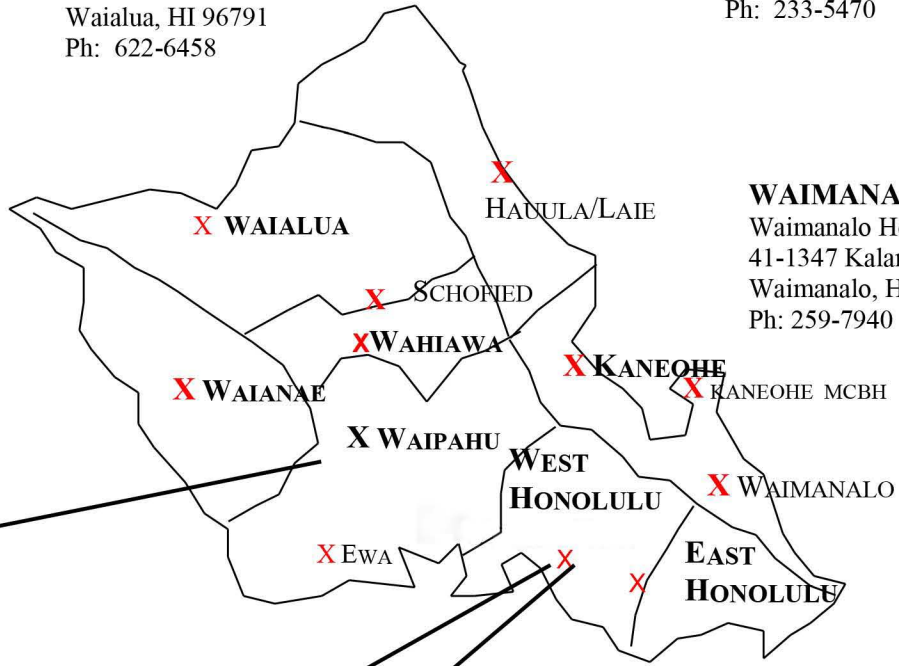 Waialua, HI 96791
Ph: 622-6458
Ph: 233-5470
X
HAUULA/LAIE
WAIMANA
Waimanalo H
41-1347 Kala
Waimanalo, H
Ph: 259-7940
X WAIALUA
X SCHOFIED
X WAHIAWA
X KANEOHE
X KANEOHE MCBH
X WAIANAE
X WAIPAHU
WEST
HONOLULU
X WAIMANALO
X EWA
X
X
EAST
HONOLULU